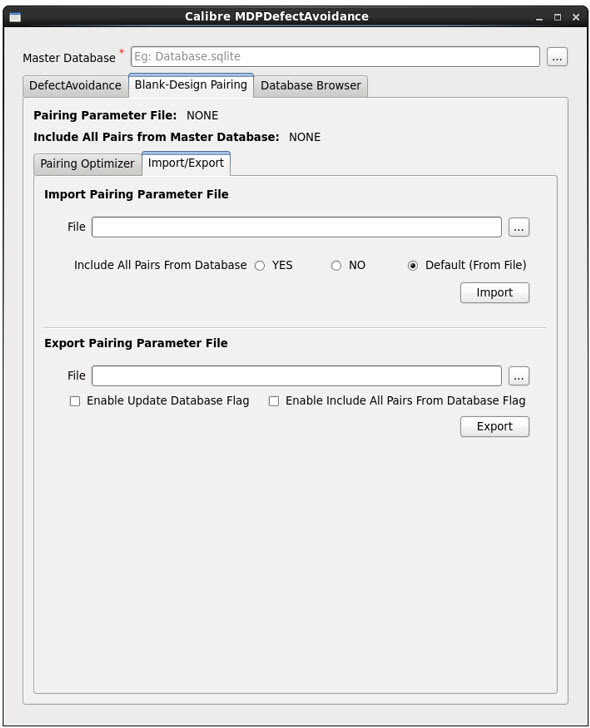 Calibre MDPDefectAvoidance
Master Database * Eg: Database.sqlite ...
DefectAvoidance Blank-Design Pairing Database Browser
Pairing Parameter File: NONE
Include All Pairs from Master Database: NONE
Pairing Optimizer Import/Export
Import Pairing Parameter File
File ...
Include All Pairs From Database YES NO Default (From File)
Import
Export Pairing Parameter File
File ...
Enable Update Database Flag Enable Include All Pairs From Database Flag
Export